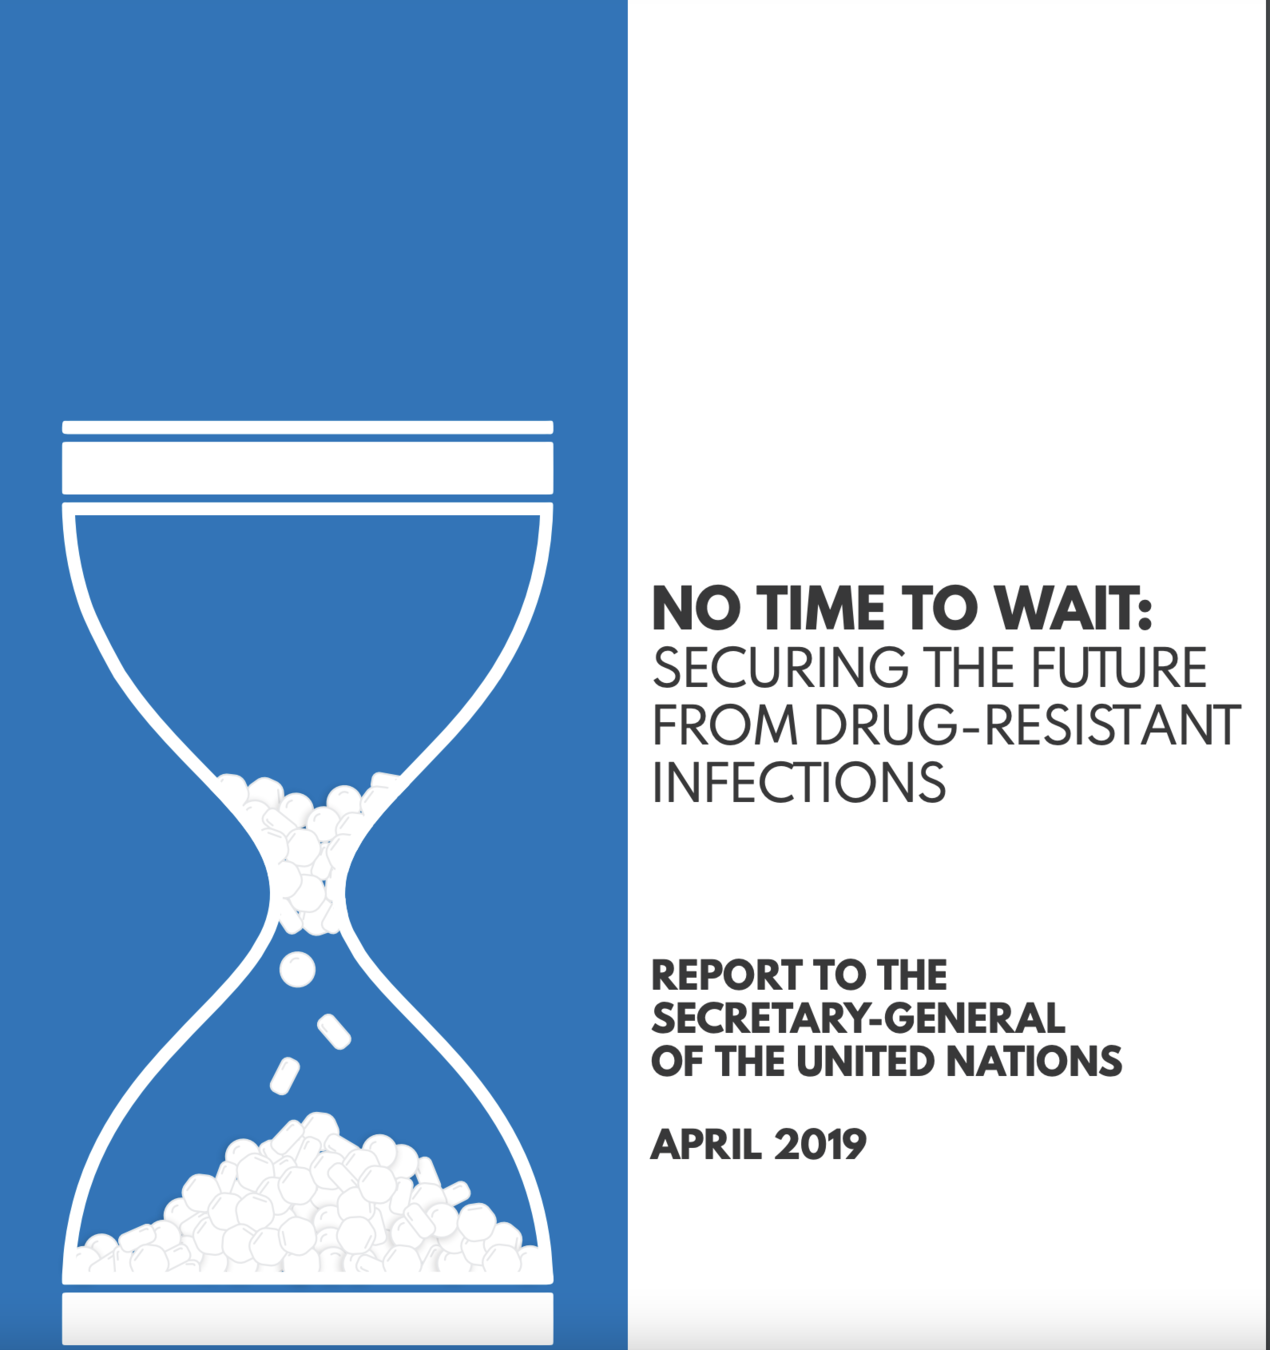 NO TIME TO WAIT:
SECURING THE FUTURE
FROM DRUG-RESISTANT
INFECTIONS
REPORT TO THE
SECRETARY-GENERAL
OF THE UNITED NATIONS
APRIL 2019